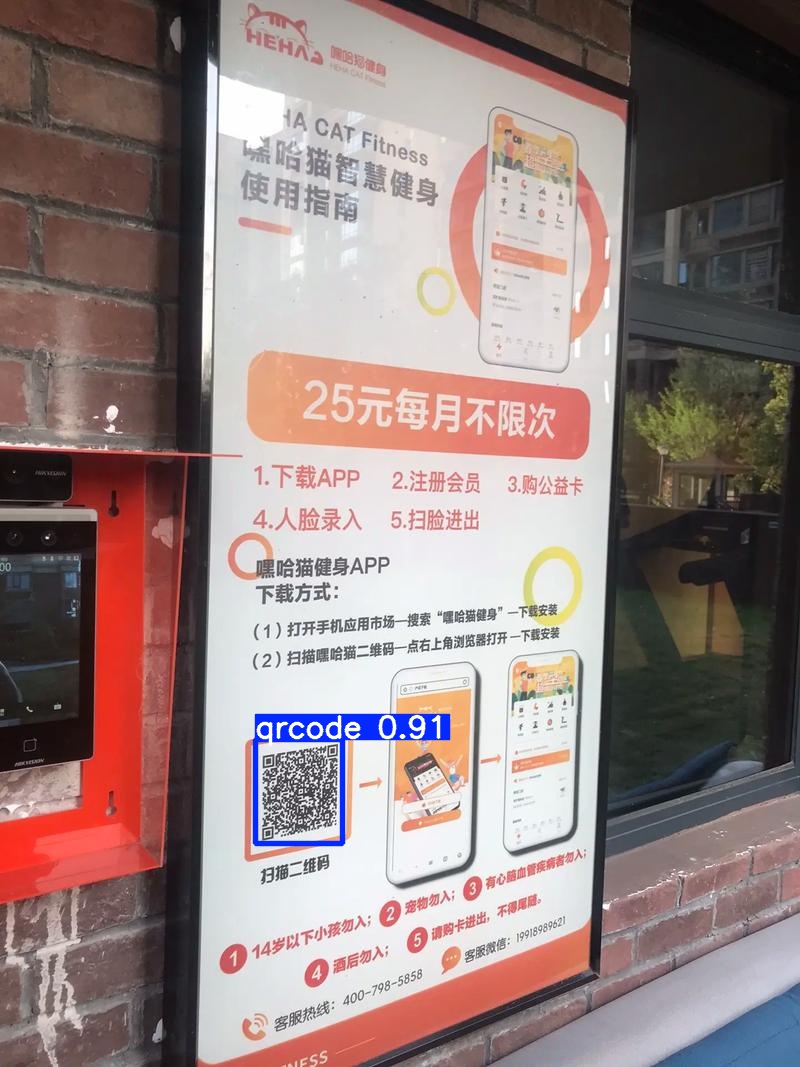 HEHA
嘿哈猫健身
HEHA CAT Fitness
HA CAT Fitness
嘿哈猫智慧健身
使用指南
25元每月不限次
1.下载APP 2.注册会员 3.购公益卡
4.人脸录入 5.扫脸进出
HIKVISION
嘿哈猫健身APP
下载方式：
（1）打开手机应用市场—搜索“嘿哈猫健身”—下载安装
（2）扫描嘿哈猫二维码—点右上角浏览器打开—下载安装
qrcode 0.91
HIKVISION
扫描二维码
1 14岁以下小孩勿入； 2 宠物勿入； 3 有心脑血管疾病者勿入；
4 酒后勿入； 5 请购卡进出，不得尾随。
客服热线：400-798-5858 客服微信：19918989621
NESS